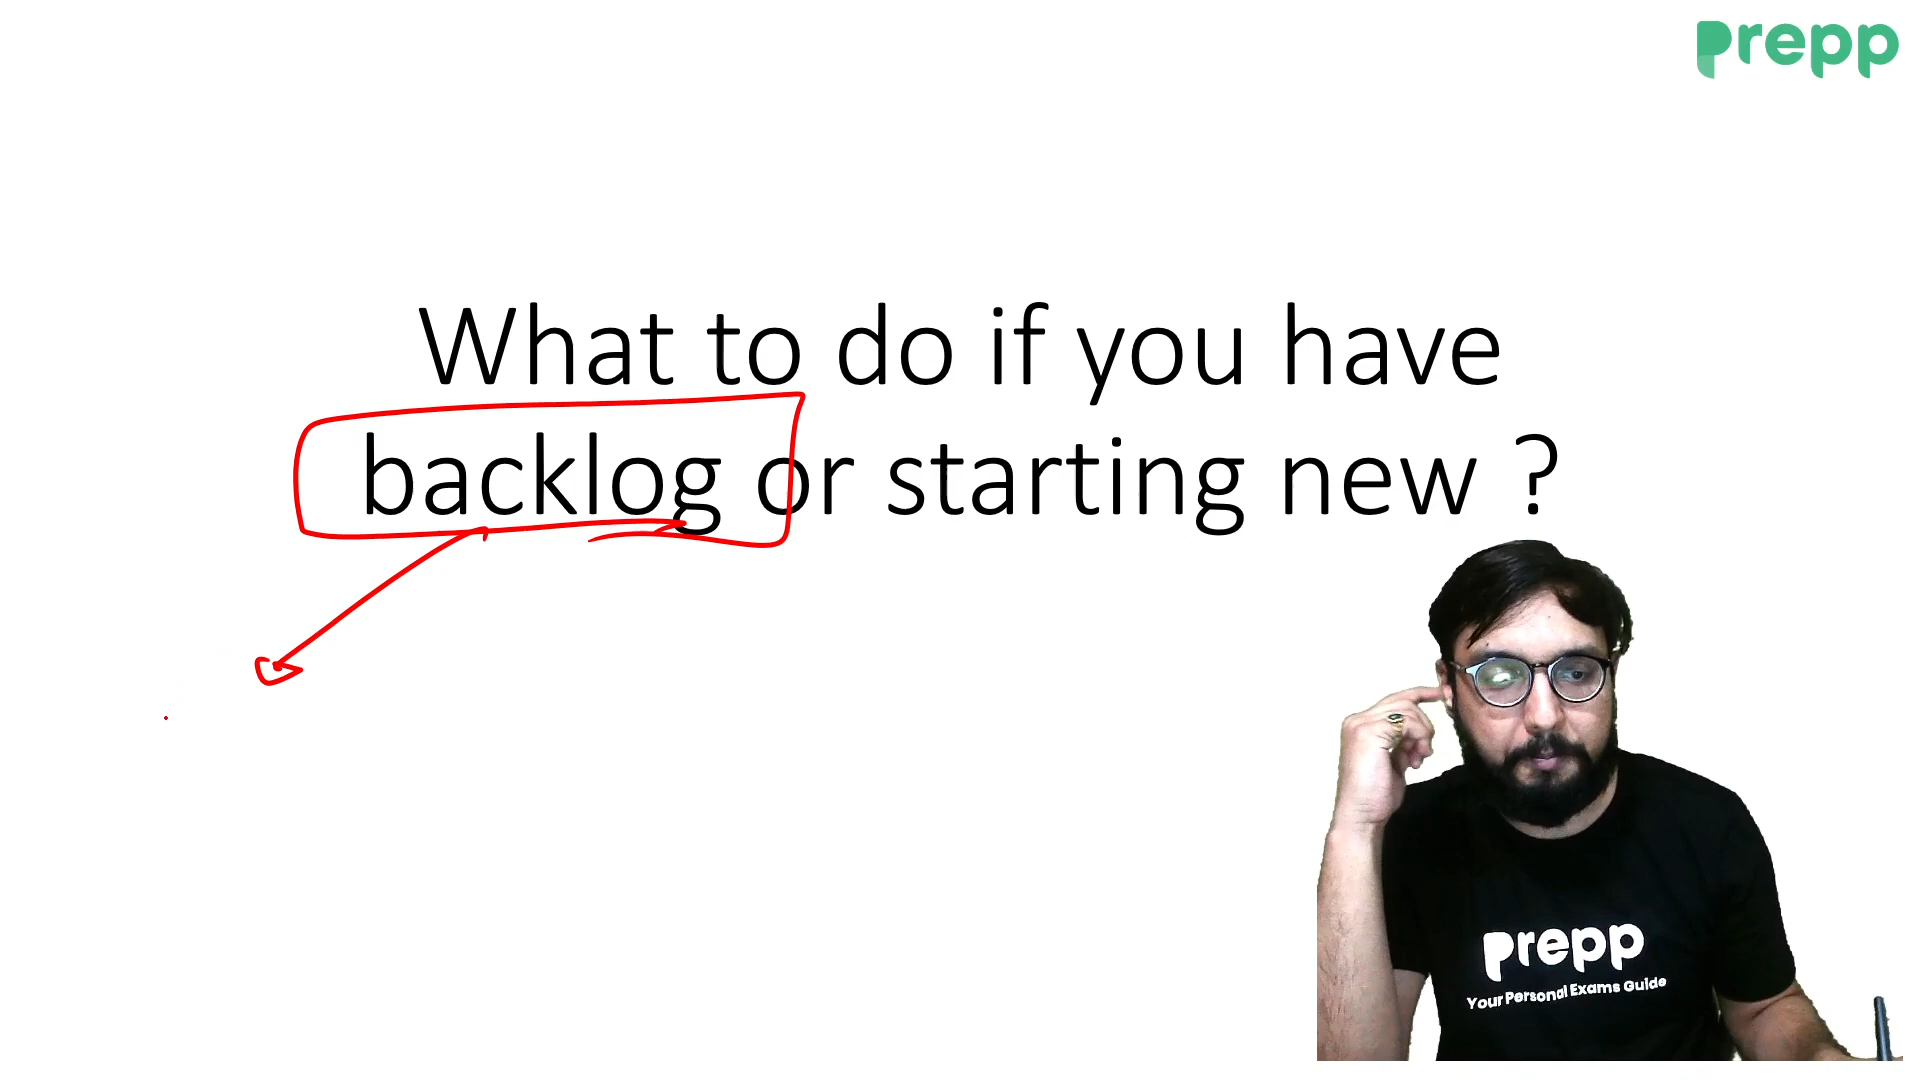 prepp
What to do if you have
backlog or starting new ?
prepp
Your Personal Exams Guide